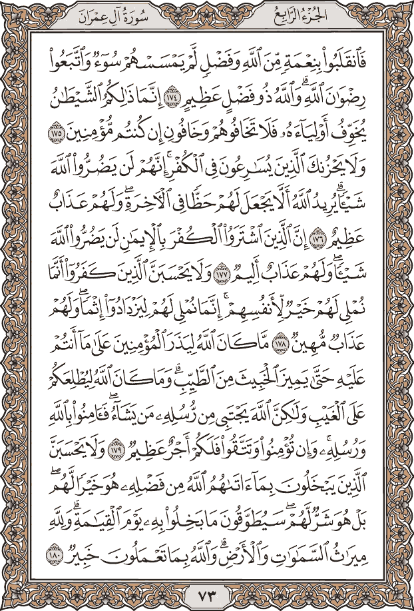 الجزء الرابع
سورة آل عمران
فَٱنقَلَبُوا۟ بِنِعْمَةٍ مِّنَ ٱللَّهِ وَفَضْلٍ لَّمْ يَمْسَسْهُمْ سُوٓءٌ وَٱتَّبَعُوا۟
رِضْوَٰنَ ٱللَّهِ ۗ وَٱللَّهُ ذُو فَضْلٍ عَظِيمٍ ١٧٤ إِنَّمَا ذَٰلِكُمُ ٱلشَّيْطَٰنُ
يُخَوِّفُ أَوْلِيَآءَهُۥ فَلَا تَخَافُوهُمْ وَخَافُونِ إِن كُنتُم مُّؤْمِنِينَ ١٧٥
وَلَا يَحْزُنكَ ٱلَّذِينَ يُسَٰرِعُونَ فِى ٱلْكُفْرِ ۚ إِنَّهُمْ لَن يَضُرُّوا۟ ٱللَّهَ
شَيْـًٔا ۗ يُرِيدُ ٱللَّهُ أَلَّا يَجْعَلَ لَهُمْ حَظًّا فِى ٱلْءَاخِرَةِ ۖ وَلَهُمْ عَذَابٌ
عَظِيمٌ ١٧٦ إِنَّ ٱلَّذِينَ ٱشْتَرَوُا۟ ٱلْكُفْرَ بِٱلْإِيمَٰنِ لَن يَضُرُّوا۟ ٱللَّهَ
شَيْـًٔا ۖ وَلَهُمْ عَذَابٌ أَلِيمٌ ١٧٧ وَلَا يَحْسَبَنَّ ٱلَّذِينَ كَفَرُوٓا۟ أَنَّمَا
نُمْلِى لَهُمْ خَيْرٌ لِّأَنفُسِهِمْ ۚ إِنَّمَا نُمْلِى لَهُمْ لِيَزْدَادُوٓا۟ إِثْمًا ۚ وَلَهُمْ
عَذَابٌ مُّهِينٌ ١٧٨ مَّا كَانَ ٱللَّهُ لِيَذَرَ ٱلْمُؤْمِنِينَ عَلَىٰ مَآ أَنتُمْ
عَلَيْهِ حَتَّىٰ يَمِيزَ ٱلْخَبِيثَ مِنَ ٱلطَّيِّبِ ۗ وَمَا كَانَ ٱللَّهُ لِيُطْلِعَكُمْ
عَلَى ٱلْغَيْبِ وَلَٰكِنَّ ٱللَّهَ يَجْتَبِى مِن رُّسُلِهِۦ مَن يَشَآءُ ۖ فَـَٔامِنُوا۟ بِٱللَّهِ
وَرُسُلِهِۦ ۚ وَإِن تُؤْمِنُوا۟ وَتَتَّقُوا۟ فَلَكُمْ أَجْرٌ عَظِيمٌ ١٧٩ وَلَا يَحْسَبَنَّ
ٱلَّذِينَ يَبْخَلُونَ بِمَآ ءَاتَىٰهُمُ ٱللَّهُ مِن فَضْلِهِۦ هُوَ خَيْرًا لَّهُم ۖ
بَلْ هُوَ شَرٌّ لَّهُمْ ۖ سَيُطَوَّقُونَ مَا بَخِلُوا۟ بِهِۦ يَوْمَ ٱلْقِيَٰمَةِ ۗ وَلِلَّهِ
مِيرَٰثُ ٱلسَّمَٰوَٰتِ وَٱلْأَرْضِ ۗ وَٱللَّهُ بِمَا تَعْمَلُونَ خَبِيرٌ ١٨٠
٧٣